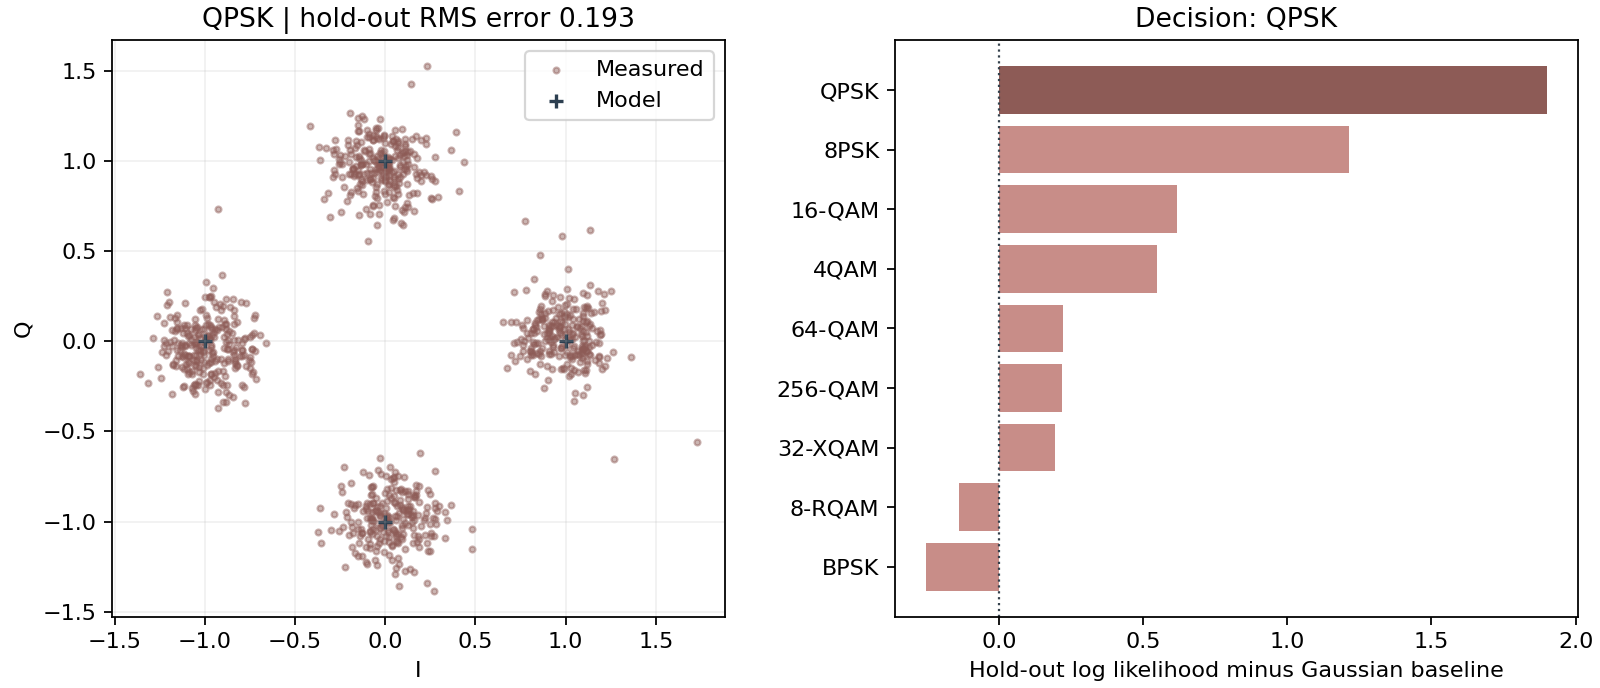 QPSK | hold-out RMS error 0.193
Measured
Model
1.5
1.0
0.5
0.0
−0.5
−1.0
−1.5
Q
−1.5
−1.0
−0.5
0.0
0.5
1.0
1.5
I
Decision: QPSK
QPSK
8PSK
16-QAM
4QAM
64-QAM
256-QAM
32-XQAM
8-RQAM
BPSK
0.0
0.5
1.0
1.5
2.0
Hold-out log likelihood minus Gaussian baseline